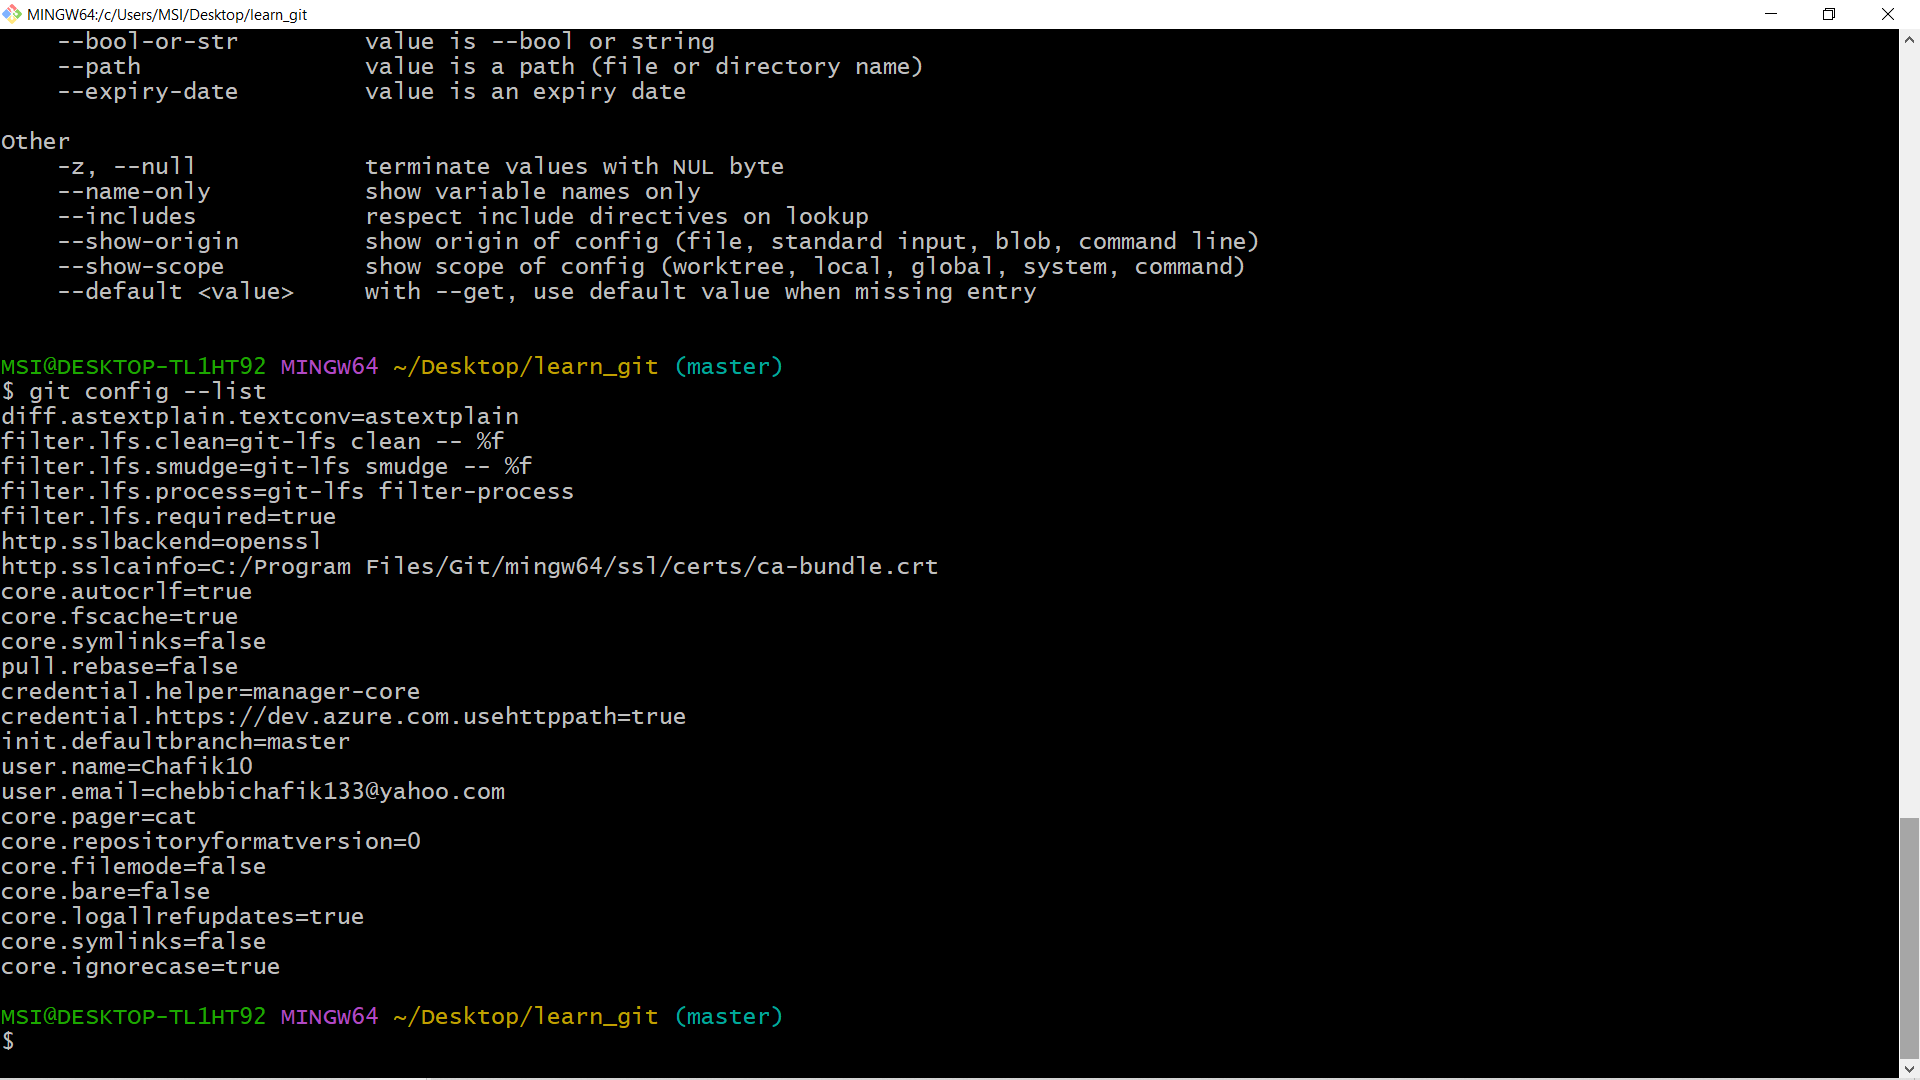 MINGW64:/c/Users/MSI/Desktop/learn_git
--bool-or-str value is --bool or string
--path value is a path (file or directory name)
--expiry-date value is an expiry date
Other
-z, --null terminate values with NUL byte
--name-only show variable names only
--includes respect include directives on lookup
--show-origin show origin of config (file, standard input, blob, command line)
--show-scope show scope of config (worktree, local, global, system, command)
--default <value> with --get, use default value when missing entry
MSI@DESKTOP-TL1HT92 MINGW64 ~/Desktop/learn_git (master)
$ git config --list
diff.astextplain.textconv=astextplain
filter.lfs.clean=git-lfs clean -- %f
filter.lfs.smudge=git-lfs smudge -- %f
filter.lfs.process=git-lfs filter-process
filter.lfs.required=true
http.sslbackend=openssl
http.sslcainfo=C:/Program Files/Git/mingw64/ssl/certs/ca-bundle.crt
core.autocrlf=true
core.fscache=true
core.symlinks=false
pull.rebase=false
credential.helper=manager-core
credential.https://dev.azure.com.usehttppath=true
init.defaultbranch=master
user.name=Chafik10
user.email=chebbichafik133@yahoo.com
core.pager=cat
core.repositoryformatversion=0
core.filemode=false
core.bare=false
core.logallrefupdates=true
core.symlinks=false
core.ignorecase=true
MSI@DESKTOP-TL1HT92 MINGW64 ~/Desktop/learn_git (master)
$